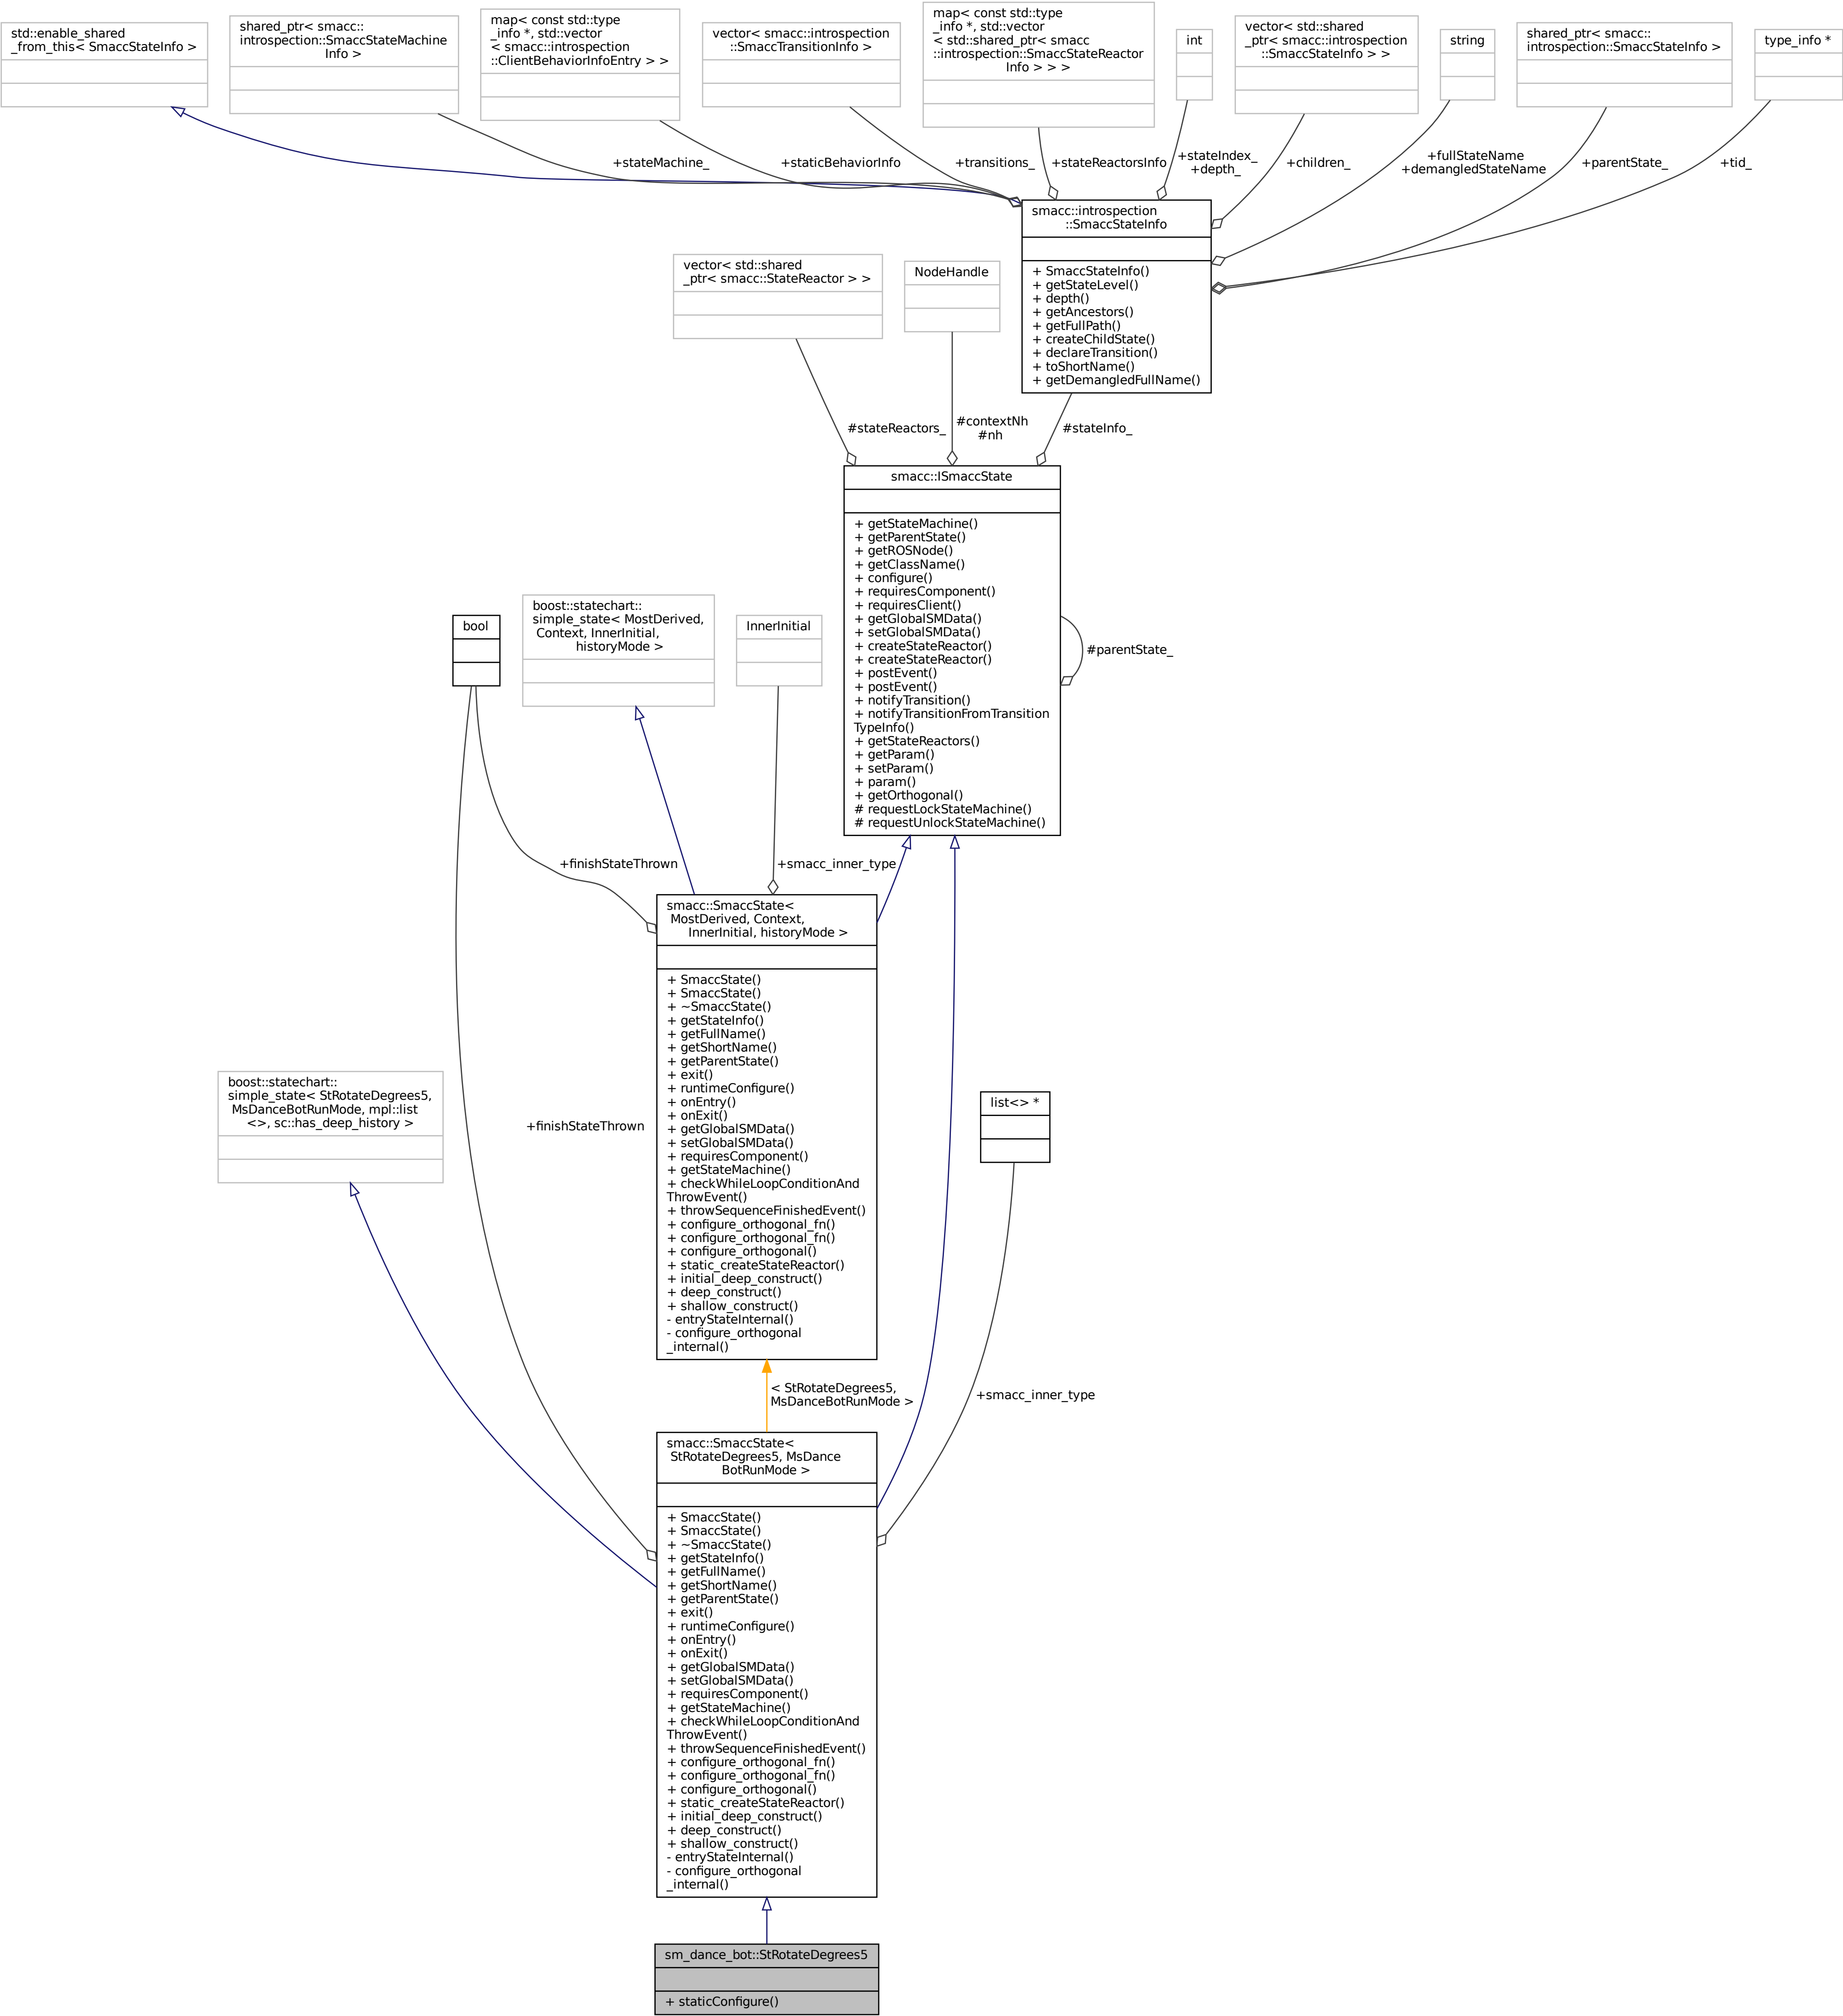 std::enable_shared
_from_this< SmaccStateInfo >
shared_ptr< smacc::
introspection::SmaccStateMachine
Info >
map< const std::type
_info *, std::vector
< smacc::introspection
::ClientBehaviorInfoEntry > >
vector< smacc::introspection
::SmaccTransitionInfo >
map< const std::type
_info *, std::vector
< std::shared_ptr< smacc
::introspection::SmaccStateReactor
Info > > >
int
vector< std::shared
_ptr< smacc::introspection
::SmaccStateInfo > >
string
shared_ptr< smacc::
introspection::SmaccStateInfo >
type_info *
+stateMachine_
+staticBehaviorInfo
+transitions_
+stateReactorsInfo
+stateIndex_
+depth_
+children_
+fullStateName
+demangledStateName
+parentState_
+tid_
smacc::introspection
::SmaccStateInfo
+ SmaccStateInfo()
+ getStateLevel()
+ depth()
+ getAncestors()
+ getFullPath()
+ createChildState()
+ declareTransition()
+ toShortName()
+ getDemangledFullName()
vector< std::shared
_ptr< smacc::StateReactor > >
NodeHandle
#stateReactors_
#contextNh
#nh
#stateInfo_
smacc::ISmaccState
+ getStateMachine()
+ getParentState()
+ getROSNode()
+ getClassName()
+ configure()
+ requiresComponent()
+ requiresClient()
+ getGlobalSMData()
+ setGlobalSMData()
+ createStateReactor()
+ createStateReactor()
+ postEvent()
+ postEvent()
+ notifyTransition()
+ notifyTransitionFromTransition
TypeInfo()
+ getStateReactors()
+ getParam()
+ setParam()
+ param()
+ getOrthogonal()
# requestLockStateMachine()
# requestUnlockStateMachine()
#parentState_
bool
boost::statechart::
simple_state< MostDerived,
Context, InnerInitial,
historyMode >
InnerInitial
+finishStateThrown
+smacc_inner_type
smacc::SmaccState<
MostDerived, Context,
InnerInitial, historyMode >
+ SmaccState()
+ SmaccState()
+ ~SmaccState()
+ getStateInfo()
+ getFullName()
+ getShortName()
+ getParentState()
+ exit()
+ runtimeConfigure()
+ onEntry()
+ onExit()
+ getGlobalSMData()
+ setGlobalSMData()
+ requiresComponent()
+ getStateMachine()
+ checkWhileLoopConditionAnd
ThrowEvent()
+ throwSequenceFinishedEvent()
+ configure_orthogonal_fn()
+ configure_orthogonal_fn()
+ configure_orthogonal()
+ static_createStateReactor()
+ initial_deep_construct()
+ deep_construct()
+ shallow_construct()
- entryStateInternal()
- configure_orthogonal
_internal()
boost::statechart::
simple_state< StRotateDegrees5,
MsDanceBotRunMode, mpl::list
<>, sc::has_deep_history >
+finishStateThrown
list<> *
< StRotateDegrees5,
MsDanceBotRunMode >
+smacc_inner_type
smacc::SmaccState<
StRotateDegrees5, MsDance
BotRunMode >
+ SmaccState()
+ SmaccState()
+ ~SmaccState()
+ getStateInfo()
+ getFullName()
+ getShortName()
+ getParentState()
+ exit()
+ runtimeConfigure()
+ onEntry()
+ onExit()
+ getGlobalSMData()
+ setGlobalSMData()
+ requiresComponent()
+ getStateMachine()
+ checkWhileLoopConditionAnd
ThrowEvent()
+ throwSequenceFinishedEvent()
+ configure_orthogonal_fn()
+ configure_orthogonal_fn()
+ configure_orthogonal()
+ static_createStateReactor()
+ initial_deep_construct()
+ deep_construct()
+ shallow_construct()
- entryStateInternal()
- configure_orthogonal
_internal()
sm_dance_bot::StRotateDegrees5
+ staticConfigure()